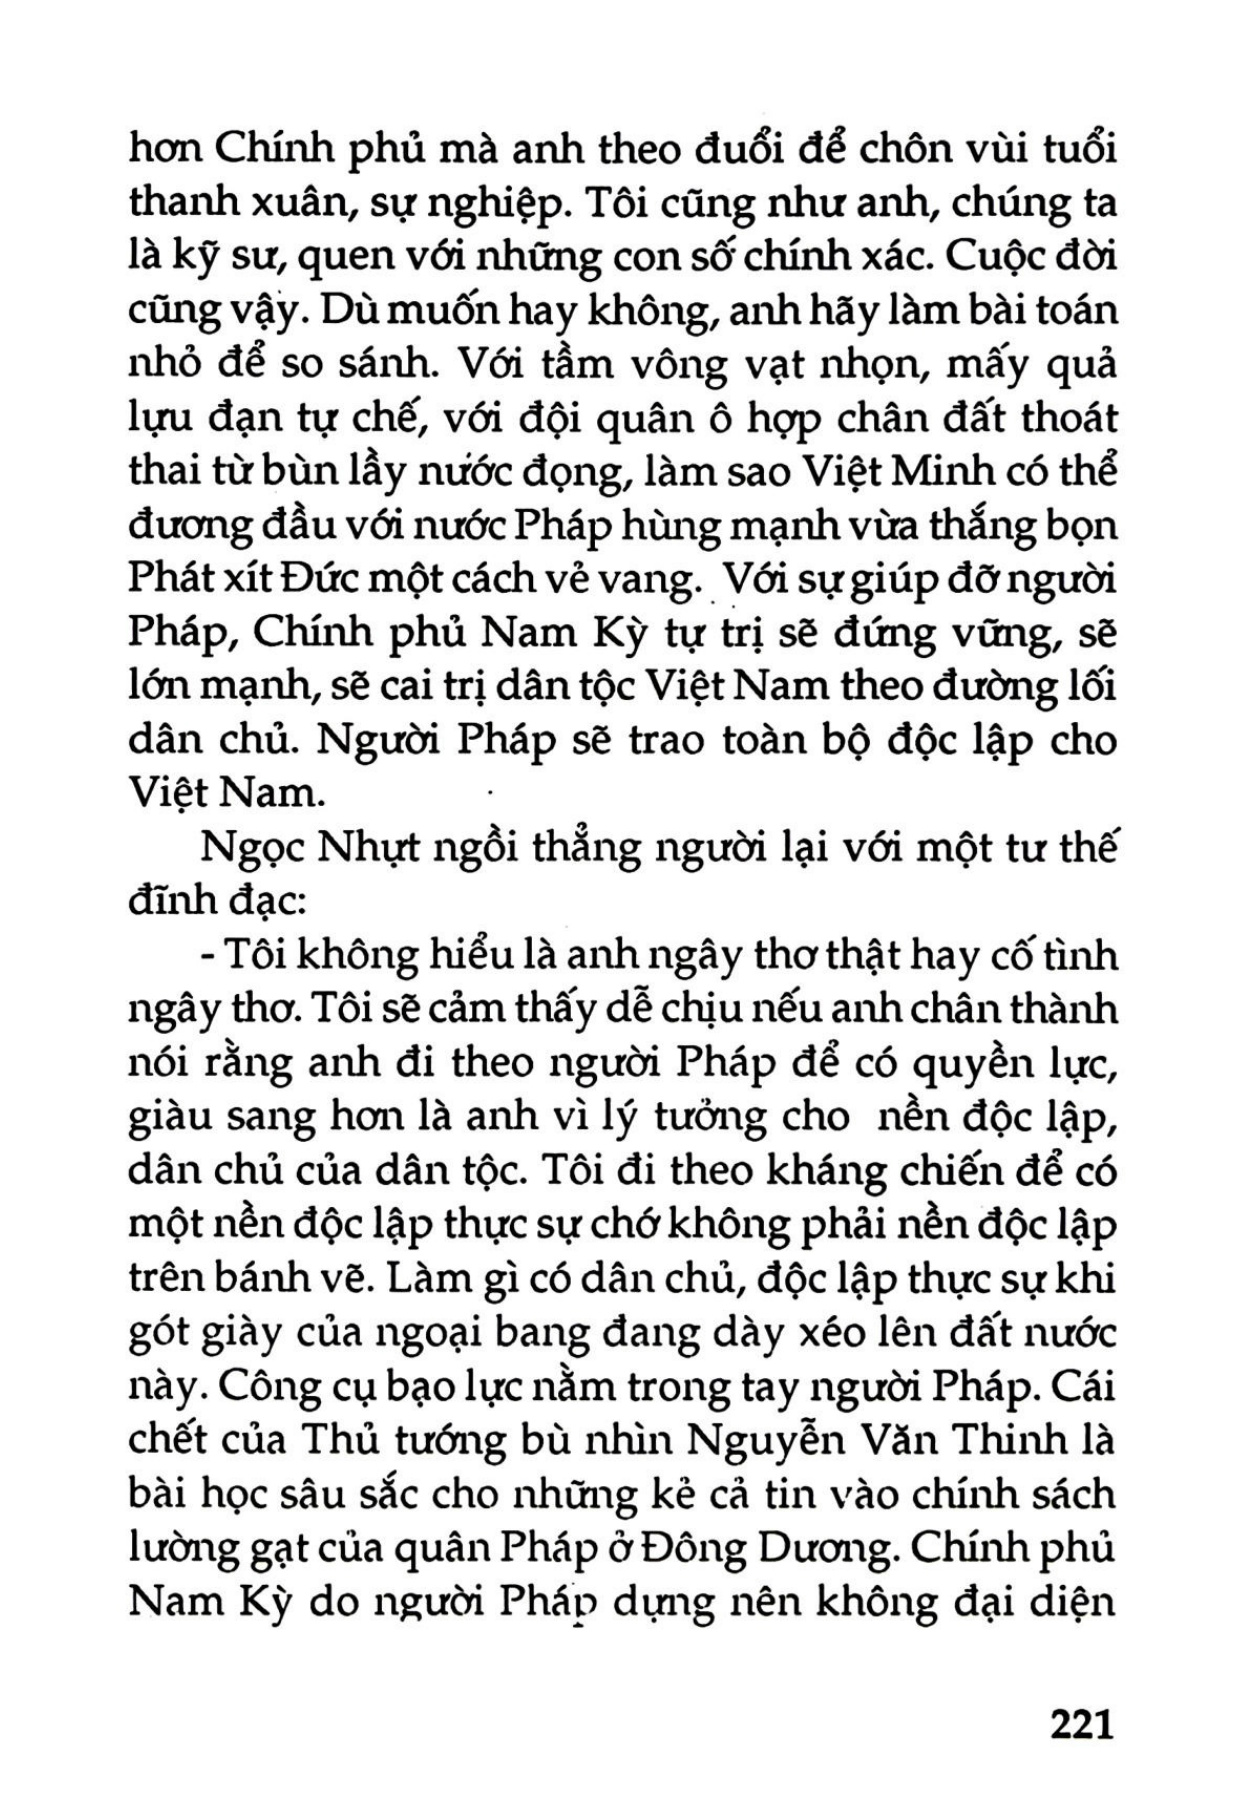 hơn Chính phủ mà anh theo đuổi để chôn vùi tuổi
thanh xuân, sự nghiệp. Tôi cũng như anh, chúng ta
là kỹ sư, quen với những con số chính xác. Cuộc đời
cũng vậy. Dù muốn hay không, anh hãy làm bài toán
nhỏ để so sánh. Với tầm vông vạt nhọn, mấy quả
lựu đạn tự chế, với đội quân ô hợp chân đất thoát
thai từ bùn lầy nước đọng, làm sao Việt Minh có thể
đương đầu với nước Pháp hùng mạnh vừa thắng bọn
Phát xít Đức một cách vẻ vang. Với sự giúp đỡ người
Pháp, Chính phủ Nam Kỳ tự trị sẽ đứng vững, sẽ
lớn mạnh, sẽ cai trị dân tộc Việt Nam theo đường lối
dân chủ. Người Pháp sẽ trao toàn bộ độc lập cho
Việt Nam.
Ngọc Nhựt ngồi thẳng người lại với một tư thế
đĩnh đạc:
- Tôi không hiểu là anh ngây thơ thật hay cố tình
ngây thơ. Tôi sẽ cảm thấy dễ chịu nếu anh chân thành
nói rằng anh đi theo người Pháp để có quyền lực,
giàu sang hơn là anh vì lý tưởng cho nền độc lập,
dân chủ của dân tộc. Tôi đi theo kháng chiến để có
một nền độc lập thực sự chớ không phải nền độc lập
trên bánh vẽ. Làm gì có dân chủ, độc lập thực sự khi
gót giày của ngoại bang đang dày xéo lên đất nước
này. Công cụ bạo lực nằm trong tay người Pháp. Cái
chết của Thủ tướng bù nhìn Nguyễn Văn Thinh là
bài học sâu sắc cho những kẻ cả tin vào chính sách
lường gạt của quân Pháp ở Đông Dương. Chính phủ
Nam Kỳ do người Pháp dựng nên không đại diện
221